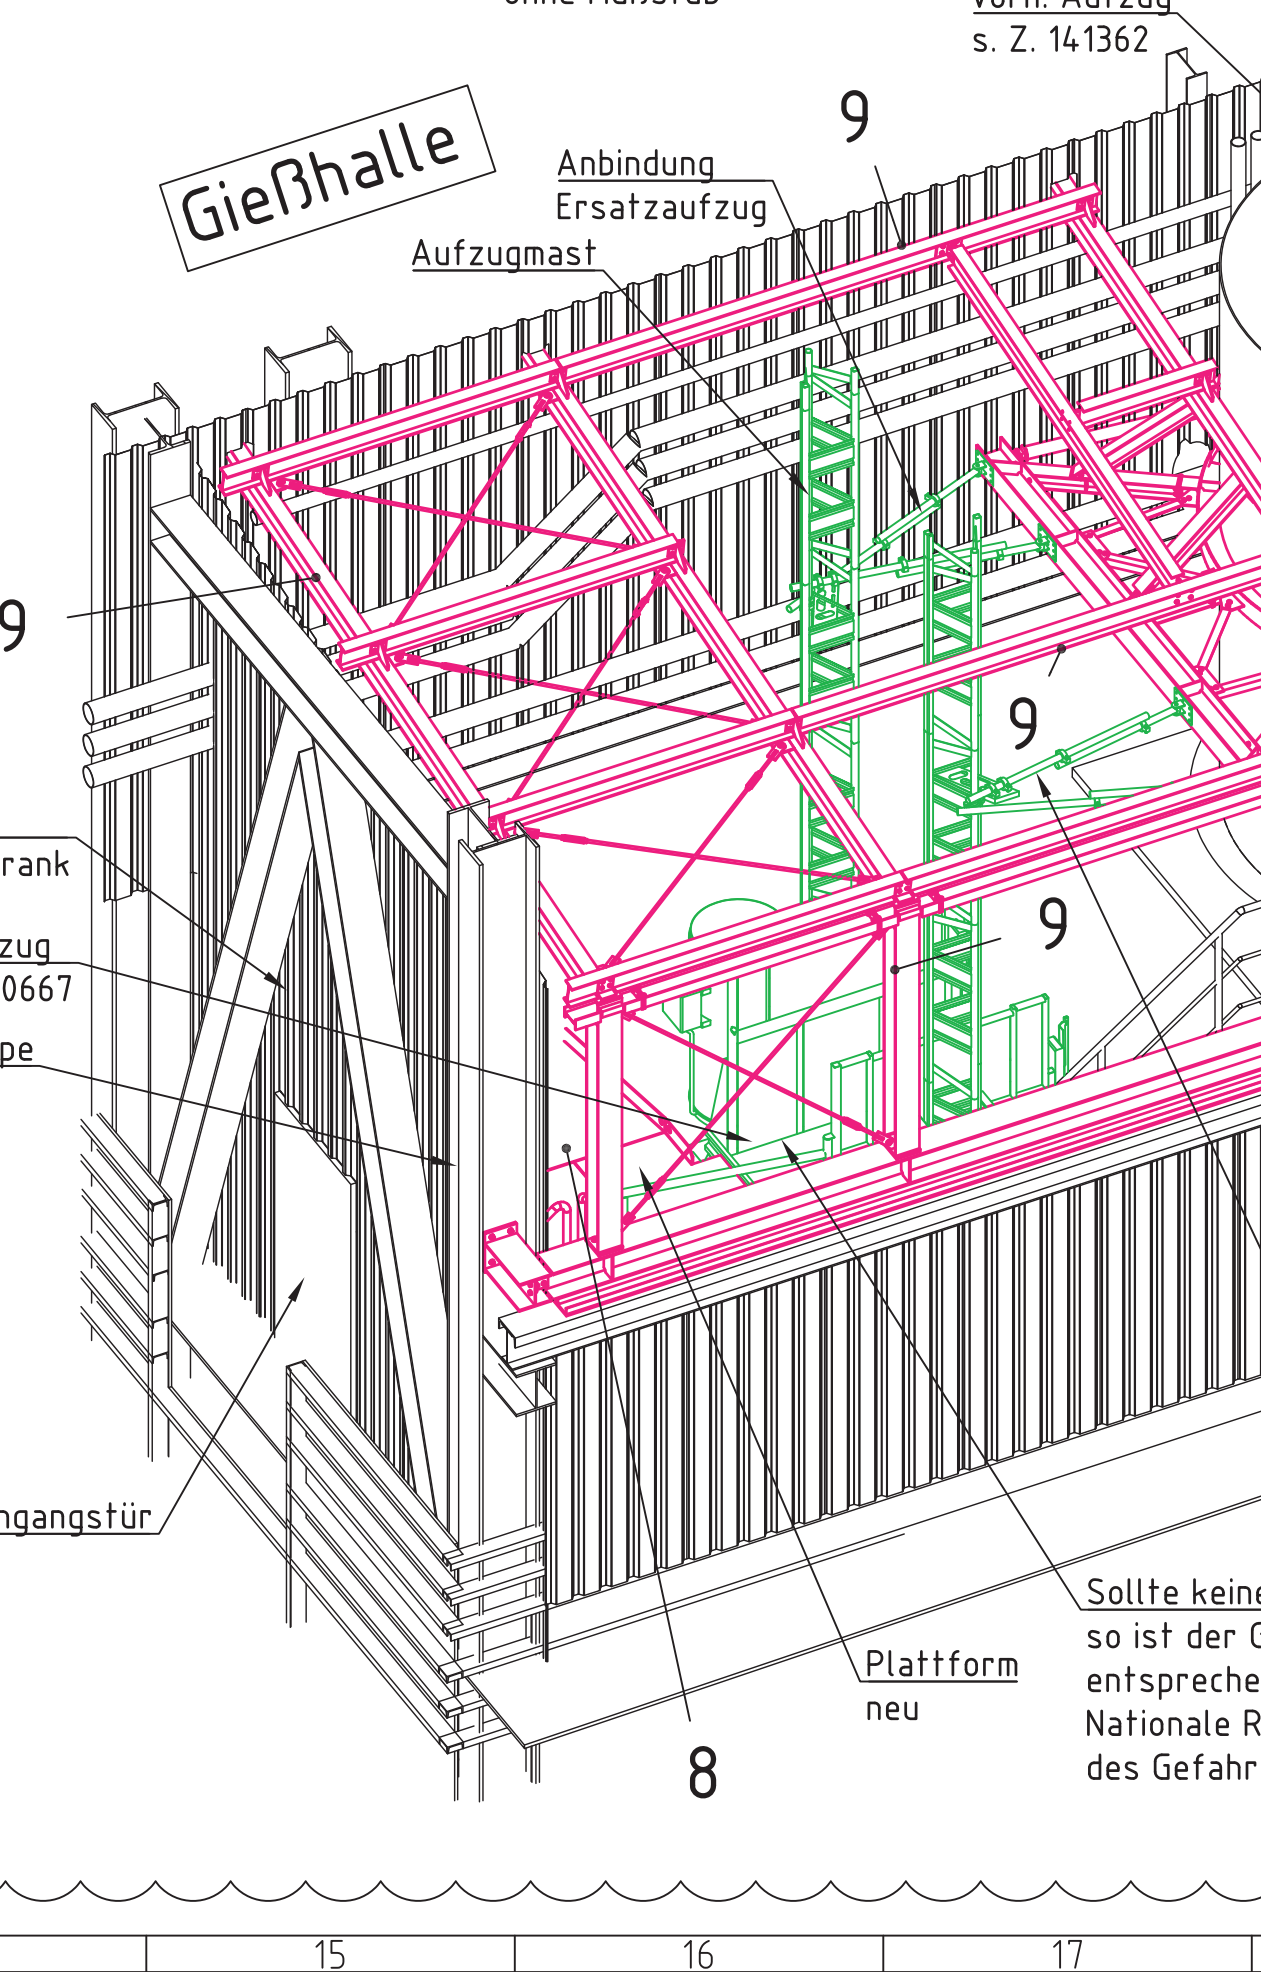 s. Z. 141362
9
Gießhalle
Anbindung
Ersatzaufzug
Aufzugmast
9
9
rank
9
zug
0667
pe
ngangstür
Sollte keine
so ist der G
entspreche
Plattform
neu
Nationale R
des Gefahr
8
15
16
17